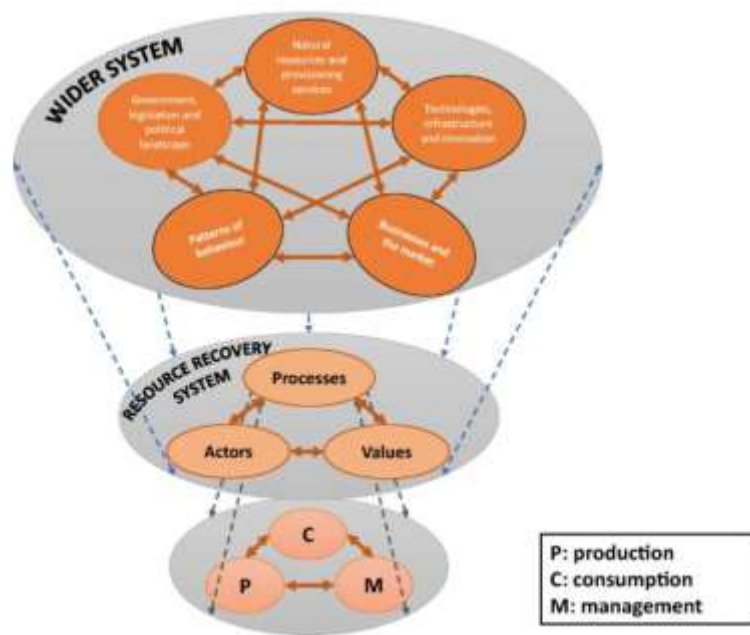 WIDER SYSTEM
Natural
resources and
provisioning
services
Government,
legislation and
political
landscape
Technologies,
infrastructure
and innovation
Patterns of
behaviour
Businesses and
the market
RESOURCE RECOVERY
SYSTEM
Processes
Actors
Values
C
P
M
P: production
C: consumption
M: management